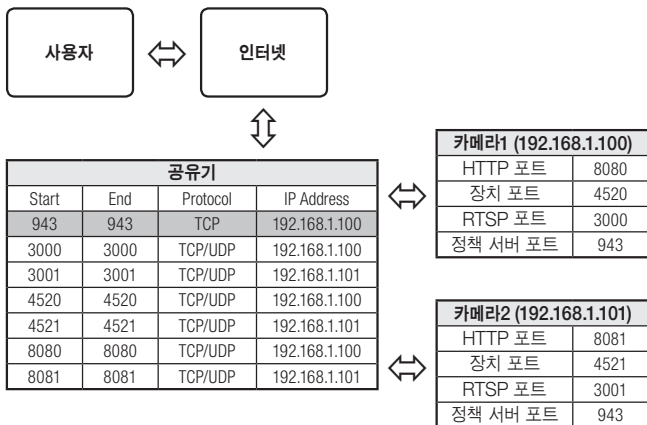 사용자
인터넷
공유기
Start End Protocol IP Address
943 943 TCP 192.168.1.100
3000 3000 TCP/UDP 192.168.1.100
3001 3001 TCP/UDP 192.168.1.101
4520 4520 TCP/UDP 192.168.1.100
4521 4521 TCP/UDP 192.168.1.101
8080 8080 TCP/UDP 192.168.1.100
8081 8081 TCP/UDP 192.168.1.101
카메라1 (192.168.1.100)
HTTP 포트 8080
장치 포트 4520
RTSP 포트 3000
정책 서버 포트 943
카메라2 (192.168.1.101)
HTTP 포트 8081
장치 포트 4521
RTSP 포트 3001
정책 서버 포트 943